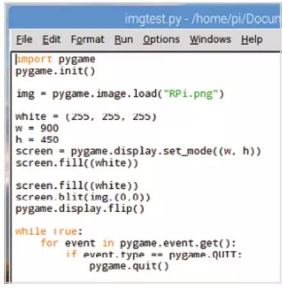 imgtest.py - /home/pi/Docum
File Edit Format Run Options Windows Help
import pygame
pygame.init()
img = pygame.image.load("RPi.png")
white = (255, 255, 255)
w = 900
h = 450
screen = pygame.display.set_mode((w, h))
screen.fill((white))
screen.fill((white))
screen.blit(img,(0,0))
pygame.display.flip()
while True:
for event in pygame.event.get():
if event.type == pygame.QUIT:
pygame.quit()